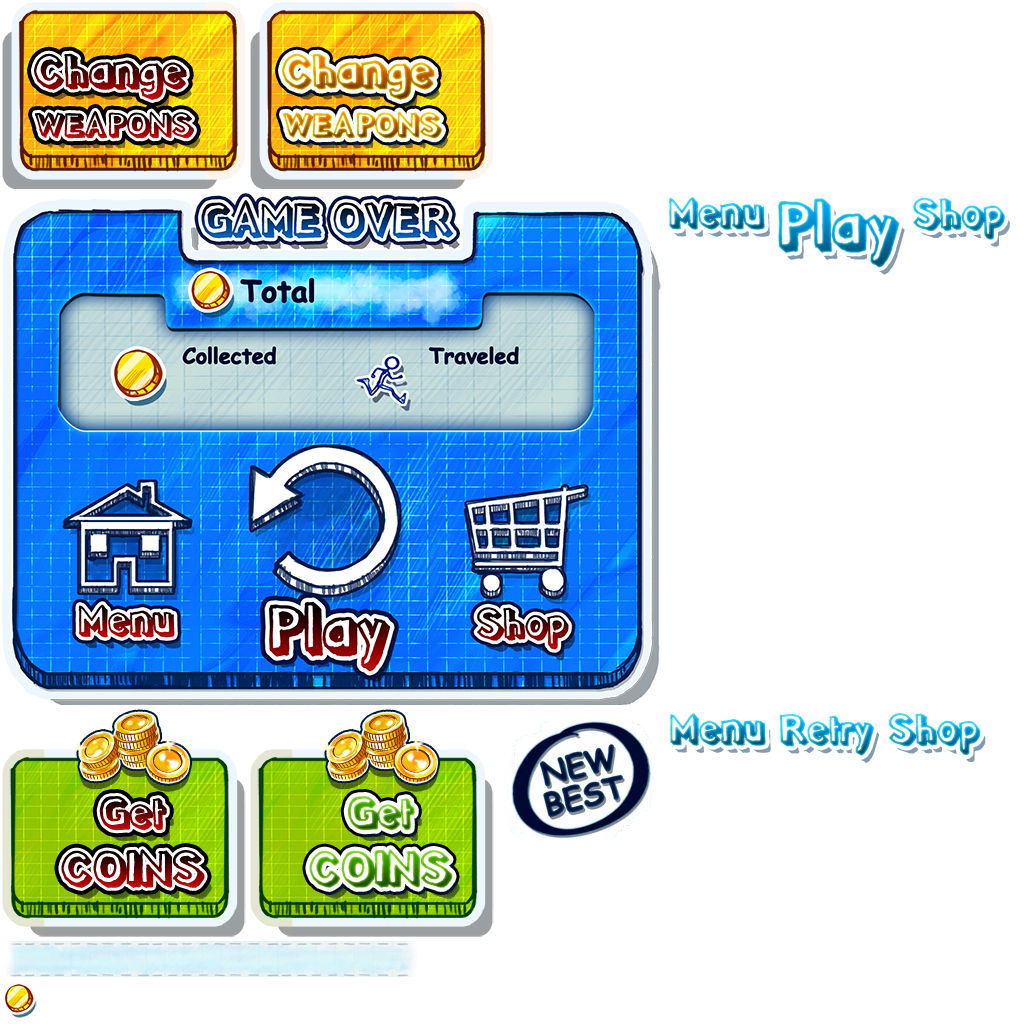 Change
WEAPONS
Change
WEAPONS
GAME OVER
Menu Play Shop
Total
Collected
Traveled
Menu
Play
Shop
Menu Retry Shop
NEW
BEST
Get
COINS
Get
COINS